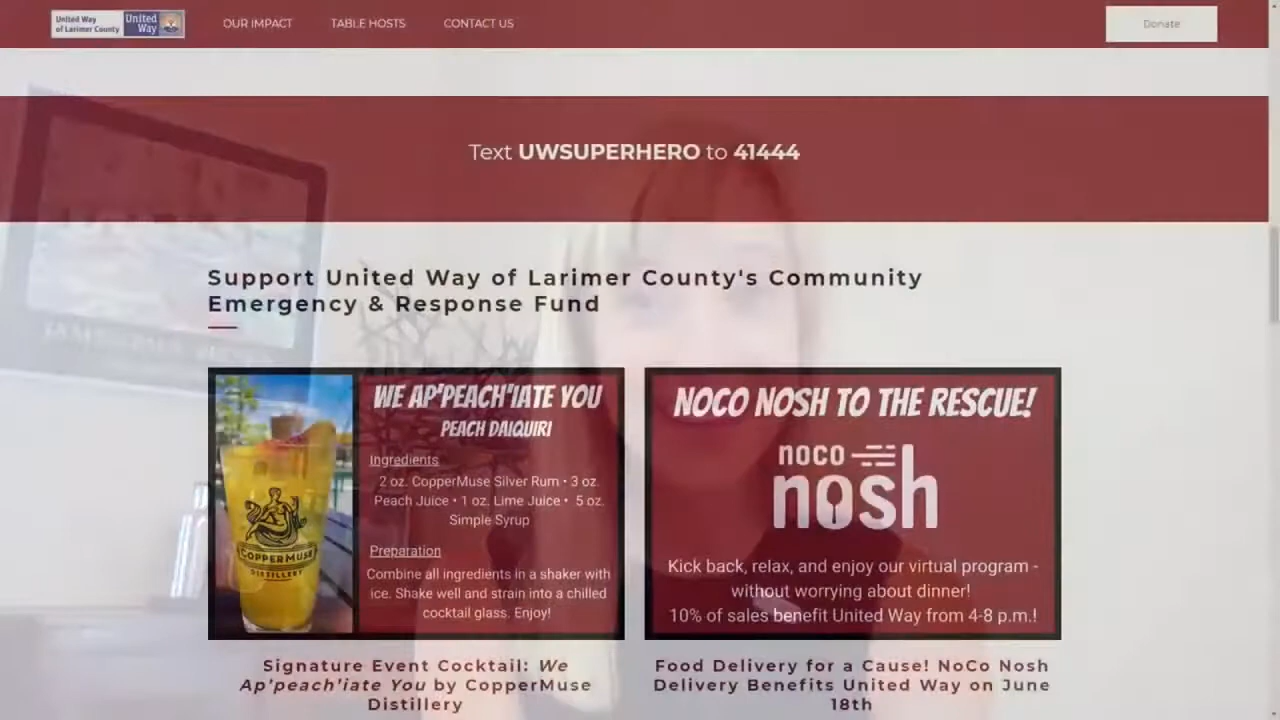 United Way
of Larimer County
United
Way
OUR IMPACT
TABLE HOSTS
CONTACT US
Donate
Text UWSUPERHERO to 41444
Support United Way of Larimer County's Community
Emergency & Response Fund
WE AP'PEACH'IATE YOU
PEACH DAIQUIRI
Ingredients
2 oz. CopperMuse Silver Rum • 3 oz.
Peach Juice • 1 oz. Lime Juice • 5 oz.
Simple Syrup
Preparation
Combine all ingredients in a shaker with
ice. Shake well and strain into a chilled
cocktail glass. Enjoy!
COPPERMUSE
DISTILLERY
NOCO NOSH TO THE RESCUE!
noco
nosh
Kick back, relax, and enjoy our virtual program -
without worrying about dinner!
10% of sales benefit United Way from 4-8 p.m.!
Signature Event Cocktail: We
Ap'peach'iate You by CopperMuse
Distillery
Food Delivery for a Cause! NoCo Nosh
Delivery Benefits United Way on June
18th